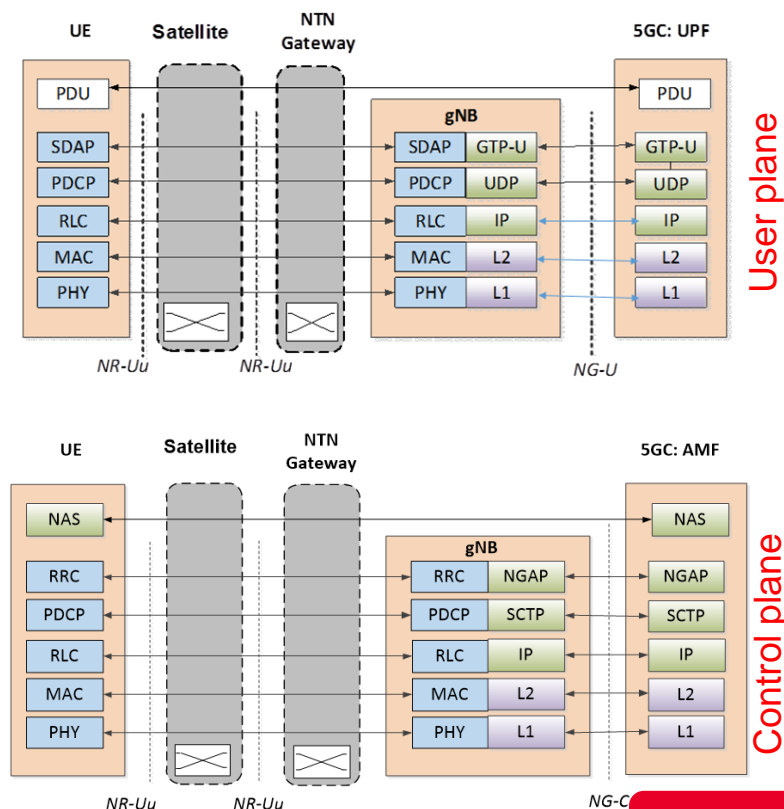 UE
Satellite
NTN
Gateway
5GC: UPF
PDU
PDU
gNB
SDAP
SDAP
GTP-U
GTP-U
PDCP
PDCP
UDP
UDP
RLC
RLC
IP
IP
MAC
MAC
L2
L2
PHY
PHY
L1
L1
NR-Uu
NR-Uu
NG-U
User plane
UE
Satellite
NTN
Gateway
5GC: AMF
NAS
NAS
gNB
RRC
RRC
NGAP
NGAP
PDCP
PDCP
SCTP
SCTP
RLC
RLC
IP
IP
MAC
MAC
L2
L2
PHY
PHY
L1
L1
NR-Uu
NR-Uu
NG-C
Control plane